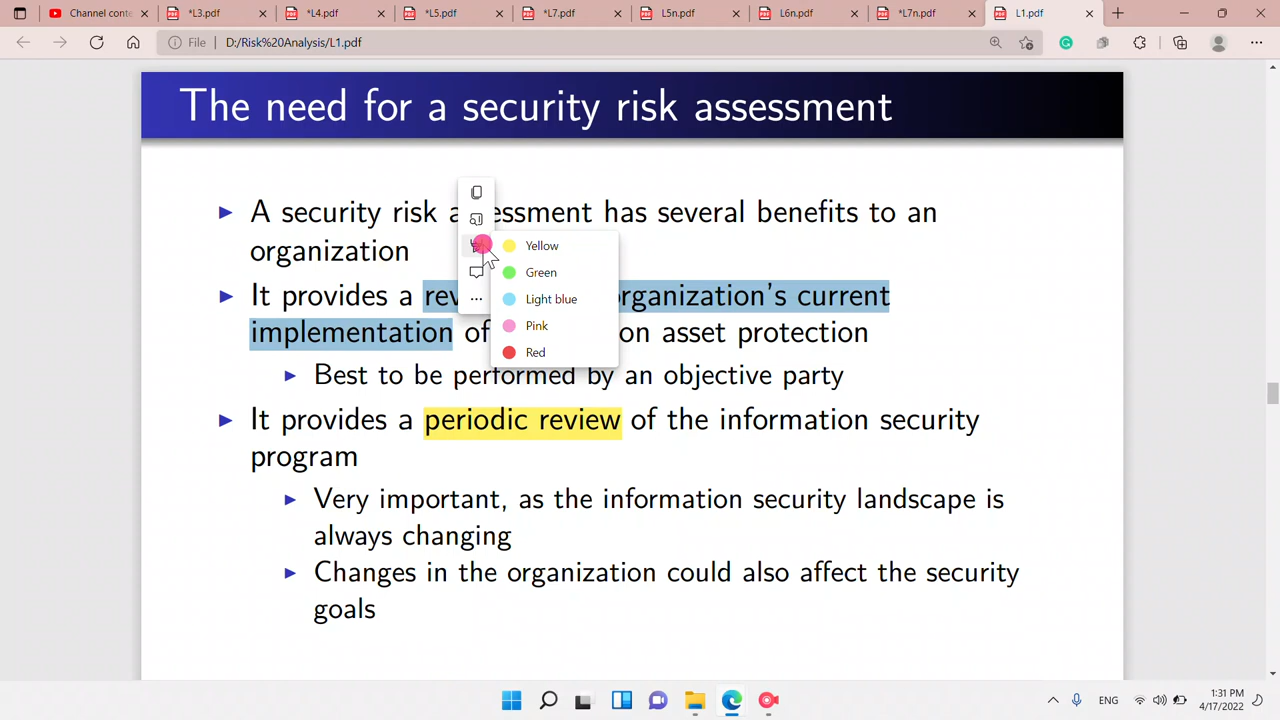 Channel conte
*L3.pdf
*L4.pdf
*L5.pdf
*L7.pdf
L5n.pdf
L6n.pdf
*L7n.pdf
L1.pdf
File
D:/Risk%20Analysis/L1.pdf
The need for a security risk assessment
A security risk assessment has several benefits to an
organization
It provides a organization's current
implementation of asset protection
Best to be performed by an objective party
It provides a periodic review of the information security
program
Very important, as the information security landscape is
always changing
Changes in the organization could also affect the security
goals
Yellow
Green
Light blue
Pink
Red
ENG
1:31 PM
4/17/2022